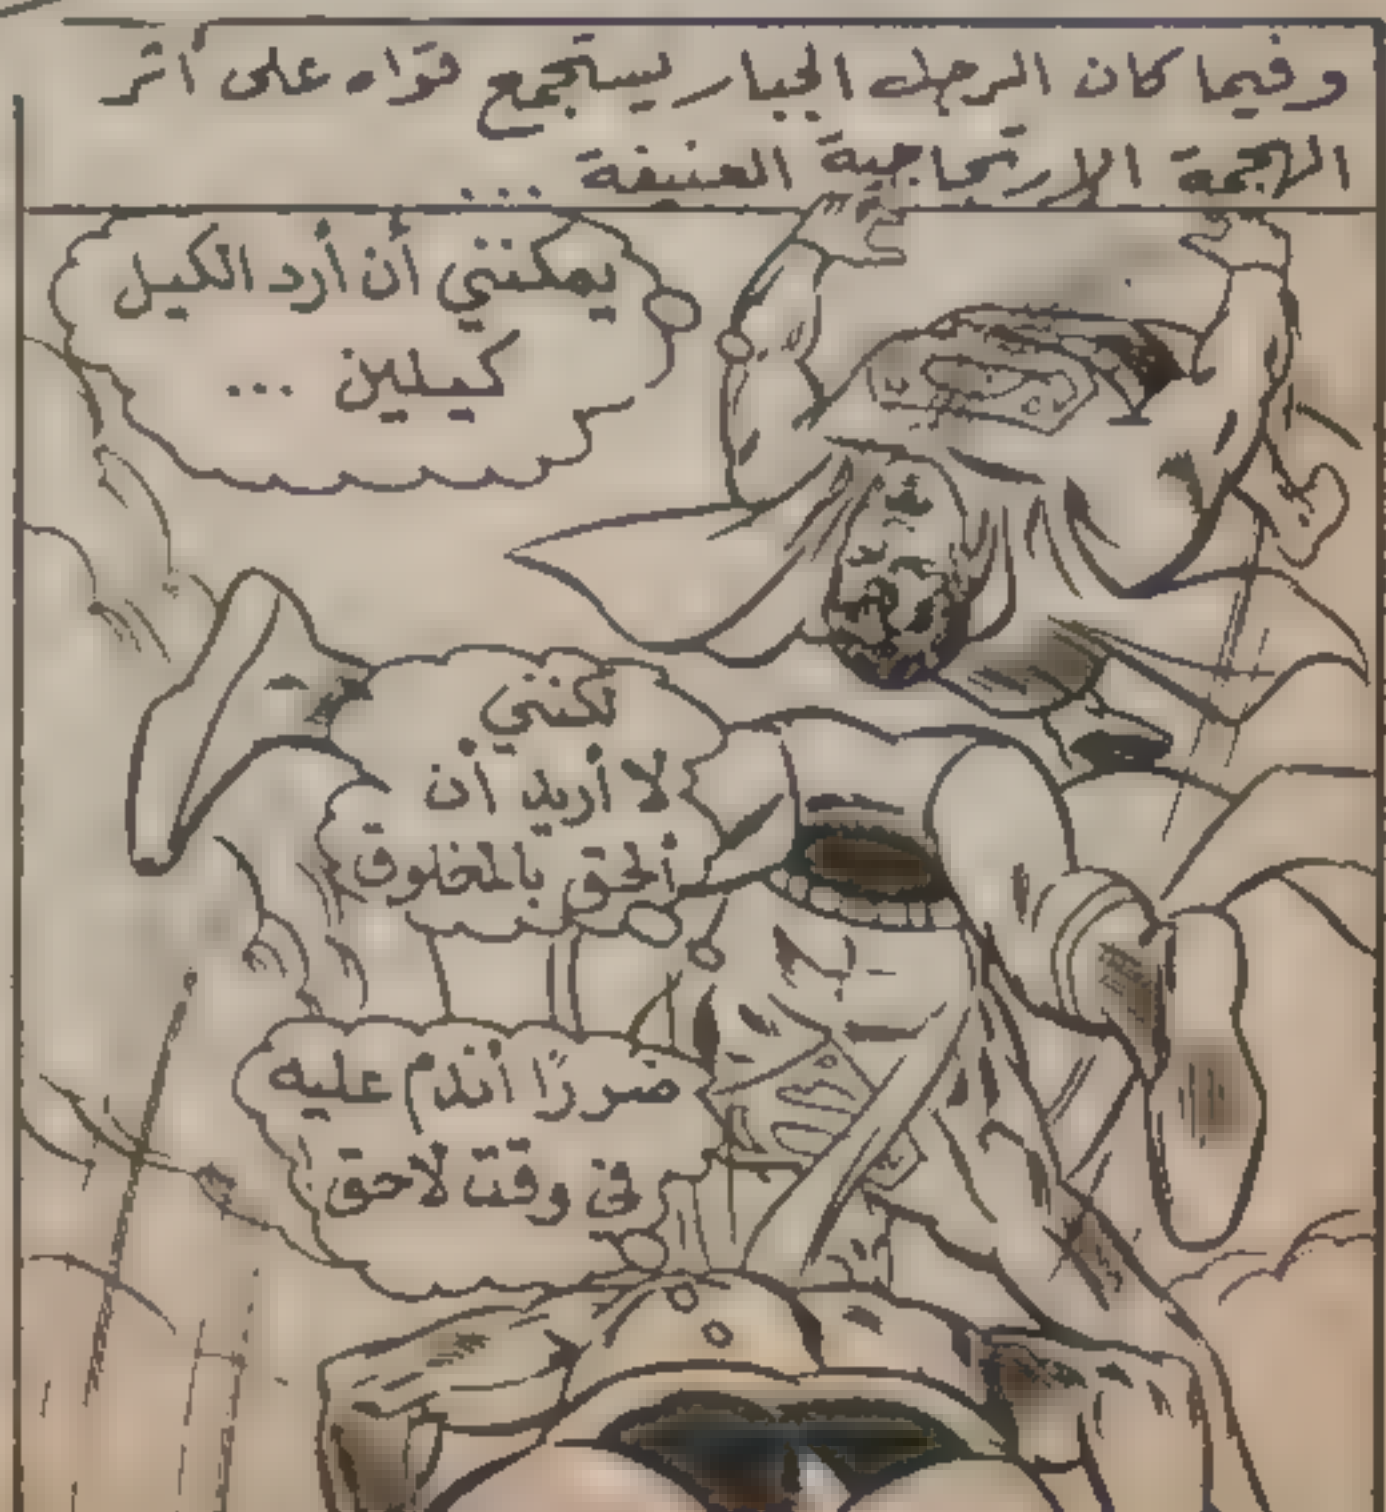 وفيما كان الرجل الجبار يستجمع قواه على أثر
الهجمة الارتجاجية العنيفة ...
يمكنني أن أرد الكيل
كيلين ...
لكنني
لا أريد أن
ألحق بالمخلوق
ضررًا أندم عليه
في وقت لاحق